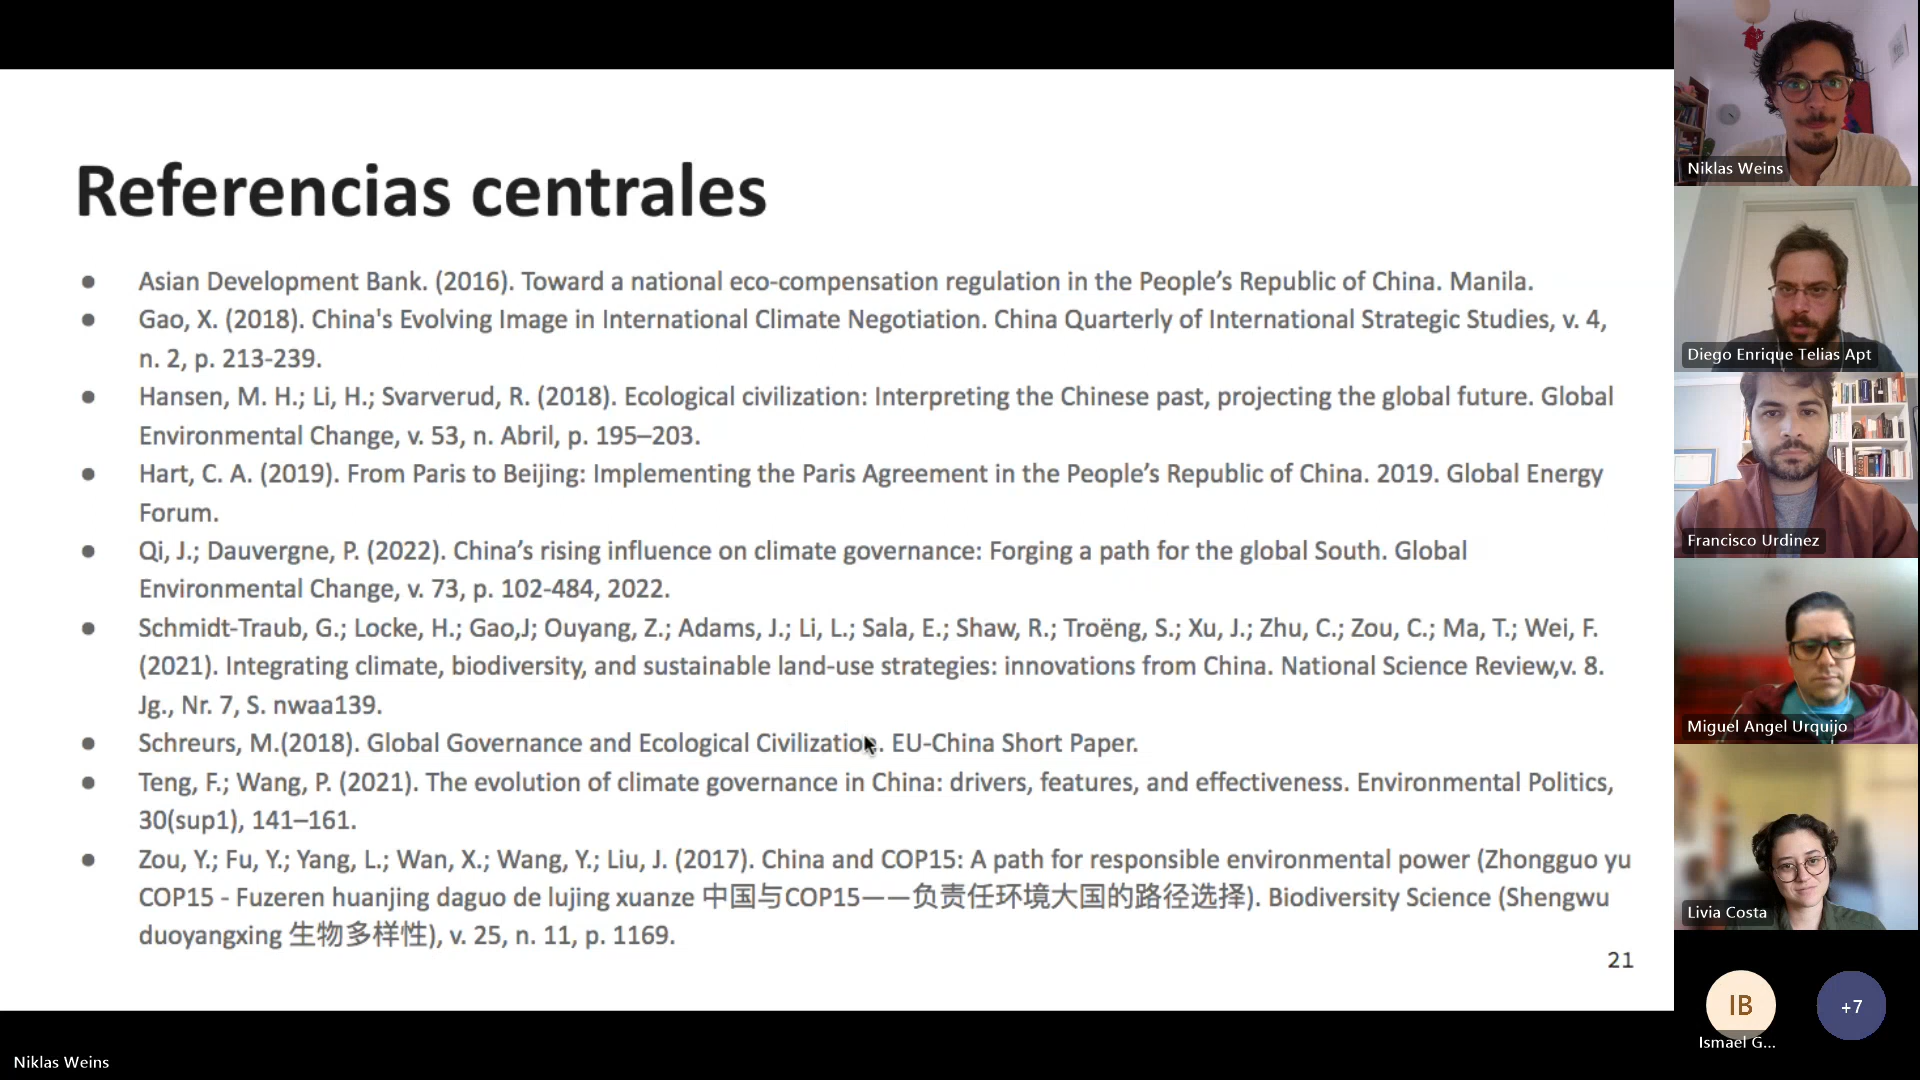 Referencias centrales
● Asian Development Bank. (2016). Toward a national eco-compensation regulation in the People’s Republic of China. Manila.
● Gao, X. (2018). China's Evolving Image in International Climate Negotiation. China Quarterly of International Strategic Studies, v. 4,
n. 2, p. 213-239.
● Hansen, M. H.; Li, H.; Svarverud, R. (2018). Ecological civilization: Interpreting the Chinese past, projecting the global future. Global
Environmental Change, v. 53, n. Abril, p. 195–203.
● Hart, C. A. (2019). From Paris to Beijing: Implementing the Paris Agreement in the People’s Republic of China. 2019. Global Energy
Forum.
● Qi, J.; Dauvergne, P. (2022). China’s rising influence on climate governance: Forging a path for the global South. Global
Environmental Change, v. 73, p. 102-484, 2022.
● Schmidt-Traub, G.; Locke, H.; Gao,J; Ouyang, Z.; Adams, J.; Li, L.; Sala, E.; Shaw, R.; Troëng, S.; Xu, J.; Zhu, C.; Zou, C.; Ma, T.; Wei, F.
(2021). Integrating climate, biodiversity, and sustainable land-use strategies: innovations from China. National Science Review,v. 8.
Jg., Nr. 7, S. nwaa139.
● Schreurs, M.(2018). Global Governance and Ecological Civilization. EU-China Short Paper.
● Teng, F.; Wang, P. (2021). The evolution of climate governance in China: drivers, features, and effectiveness. Environmental Politics,
30(sup1), 141–161.
● Zou, Y.; Fu, Y.; Yang, L.; Wan, X.; Wang, Y.; Liu, J. (2017). China and COP15: A path for responsible environmental power (Zhongguo yu
COP15 - Fuzeren huanjing daguo de lujing xuanze 中国与COP15——负责任环境大国的路径选择). Biodiversity Science (Shengwu
duoyangxing 生物多样性), v. 25, n. 11, p. 1169.
21
Niklas Weins
Niklas Weins
Diego Enrique Telias Apt
Francisco Urdinez
Miguel Angel Urquijo
Livia Costa
IB
Ismael G...
+7